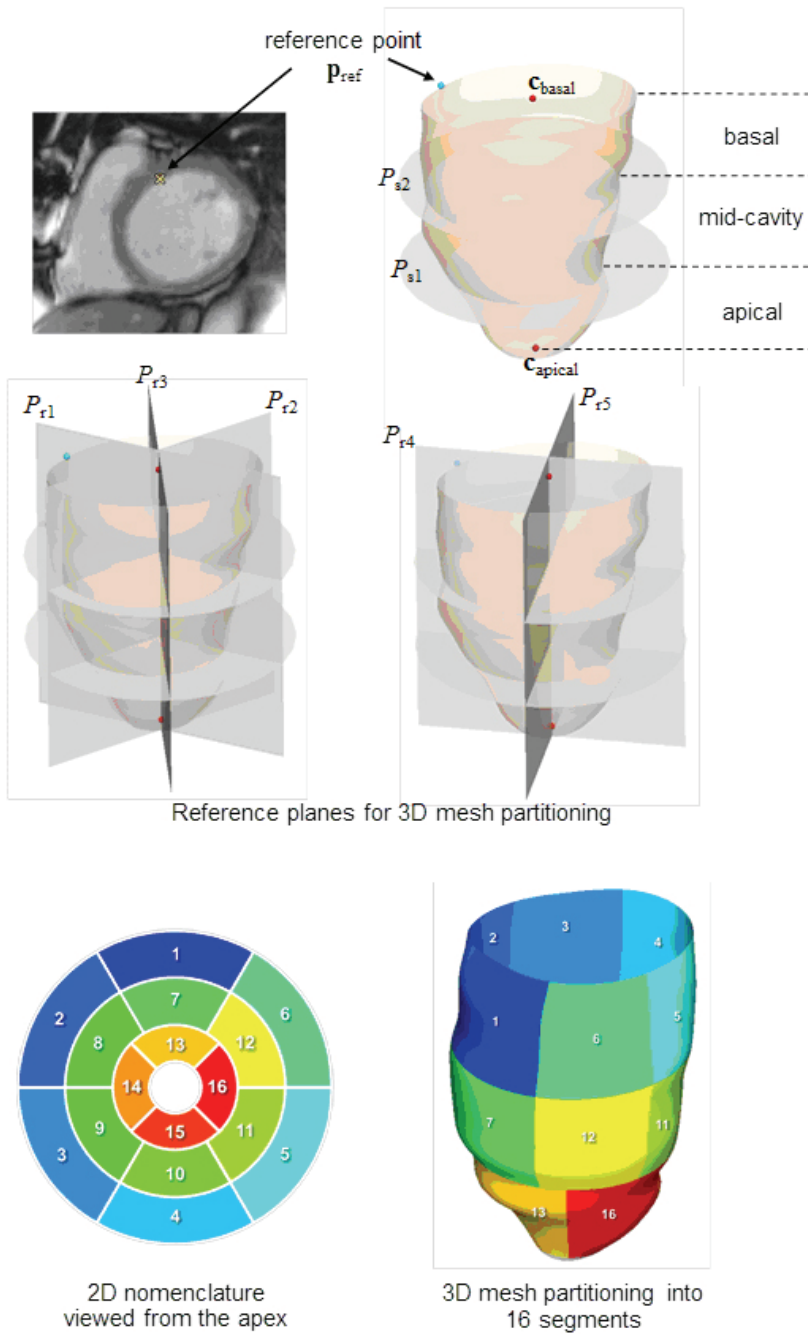 reference point
p_ref
c_basal
basal
P_s2
mid-cavity
P_s1
apical
c_apical
P_r3
P_r1
P_r2
P_r5
P_r4
Reference planes for 3D mesh partitioning
1
2
6
7
8
12
13
14
16
15
9
11
3
5
10
4
2D nomenclature
viewed from the apex
2
3
4
1
6
5
7
12
11
13
16
3D mesh partitioning into
16 segments